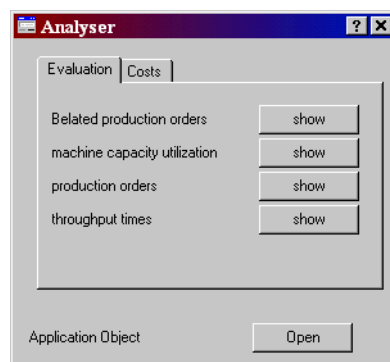 Analyser
Evaluation Costs
Belated production orders show
machine capacity utilization show
production orders show
throughput times show
Application Object Open